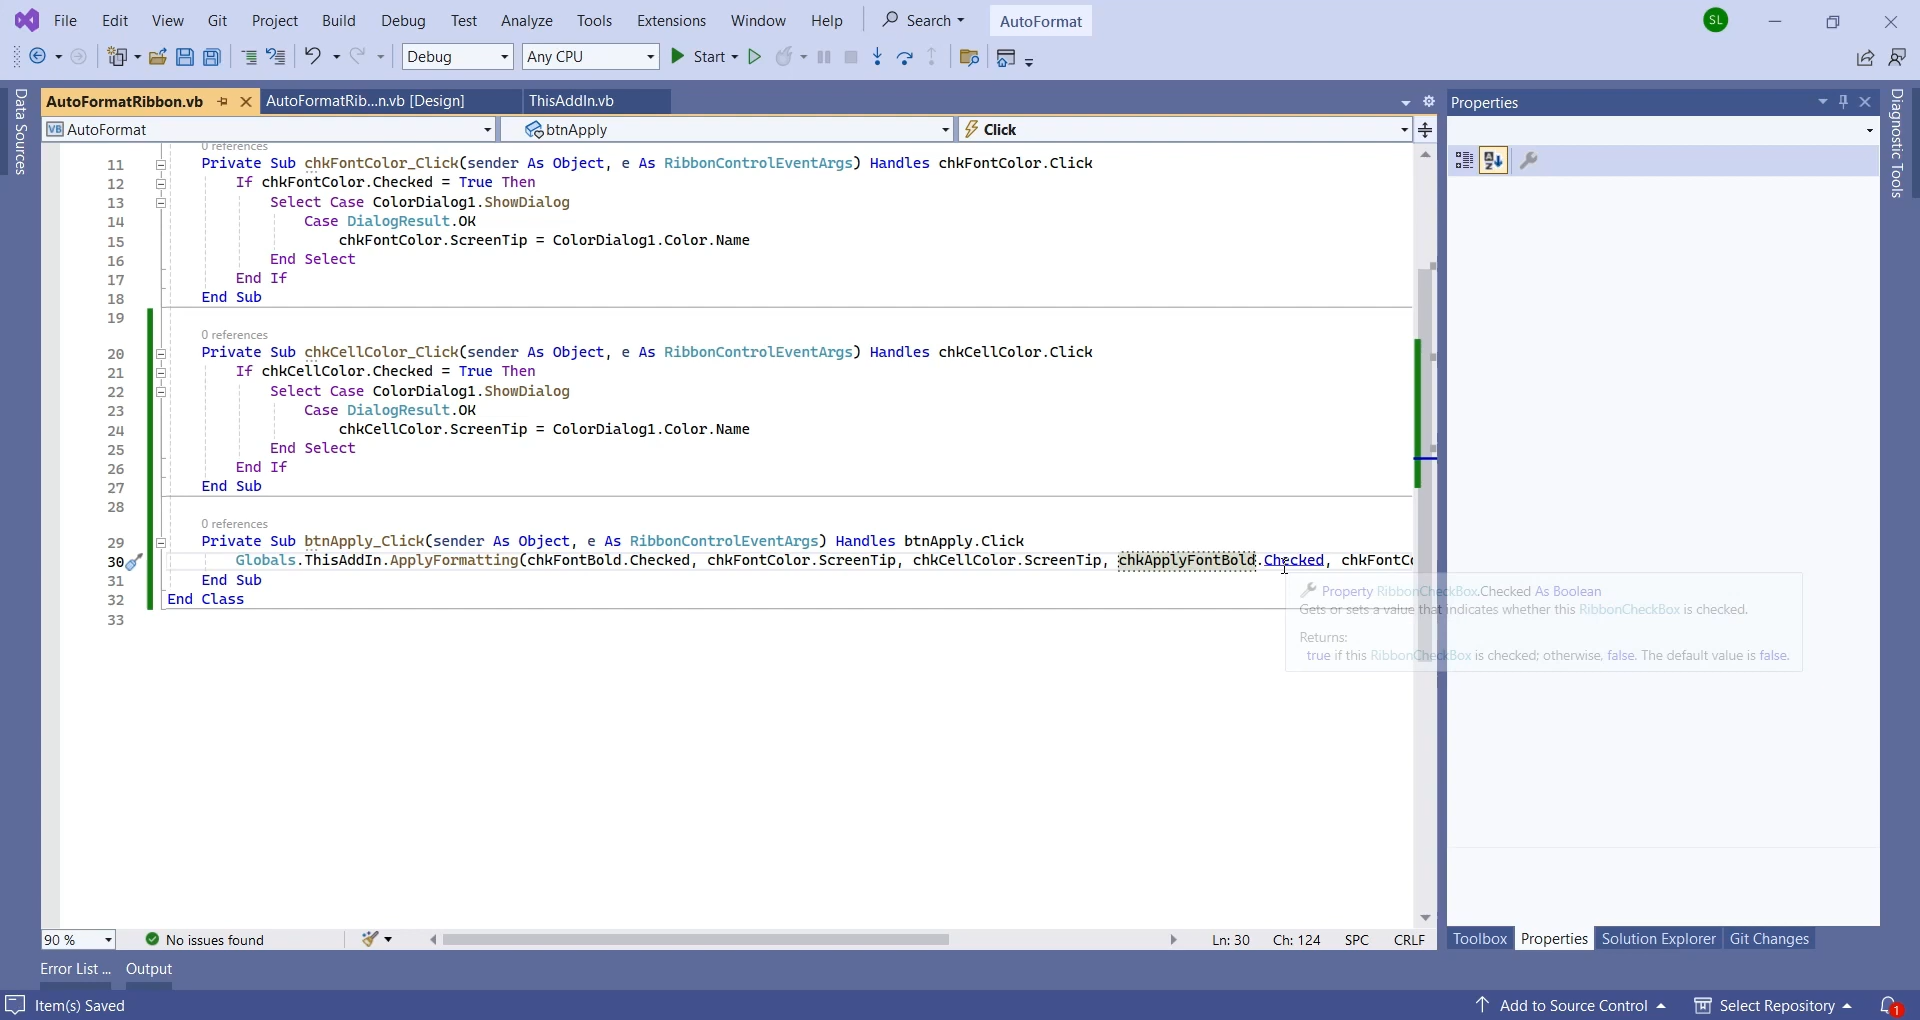 File Edit View Git Project Build Debug Test Analyze Tools Extensions Window Help Search AutoFormat SL
Debug Any CPU Start
Data Sources
AutoFormatRibbon.vb AutoFormatRib...n.vb [Design] ThisAddIn.vb
Properties
Diagnostic Tools
VB AutoFormat btnApply Click
0 references
11 Private Sub chkFontColor_Click(sender As Object, e As RibbonControlEventArgs) Handles chkFontColor.Click
12 If chkFontColor.Checked = True Then
13 Select Case ColorDialog1.ShowDialog
14 Case DialogResult.OK
15 chkFontColor.ScreenTip = ColorDialog1.Color.Name
16 End Select
17 End If
18 End Sub
19
0 references
20 Private Sub chkCellColor_Click(sender As Object, e As RibbonControlEventArgs) Handles chkCellColor.Click
21 If chkCellColor.Checked = True Then
22 Select Case ColorDialog1.ShowDialog
23 Case DialogResult.OK
24 chkCellColor.ScreenTip = ColorDialog1.Color.Name
25 End Select
26 End If
27 End Sub
28
0 references
29 Private Sub btnApply_Click(sender As Object, e As RibbonControlEventArgs) Handles btnApply.Click
30 Globals.ThisAddIn.ApplyFormatting(chkFontBold.Checked, chkFontColor.ScreenTip, chkCellColor.ScreenTip, chkApplyFontBold.Checked, chkFontCo
31 End Sub
32 End Class
33
Property RibbonCheckBox.Checked As Boolean
Gets or sets a value that indicates whether this RibbonCheckBox is checked.
Returns:
true if this RibbonCheckBox is checked; otherwise, false. The default value is false.
90 % No issues found Ln: 30 Ch: 124 SPC CRLF
Toolbox Properties Solution Explorer Git Changes
Error List ... Output
Item(s) Saved Add to Source Control Select Repository 1